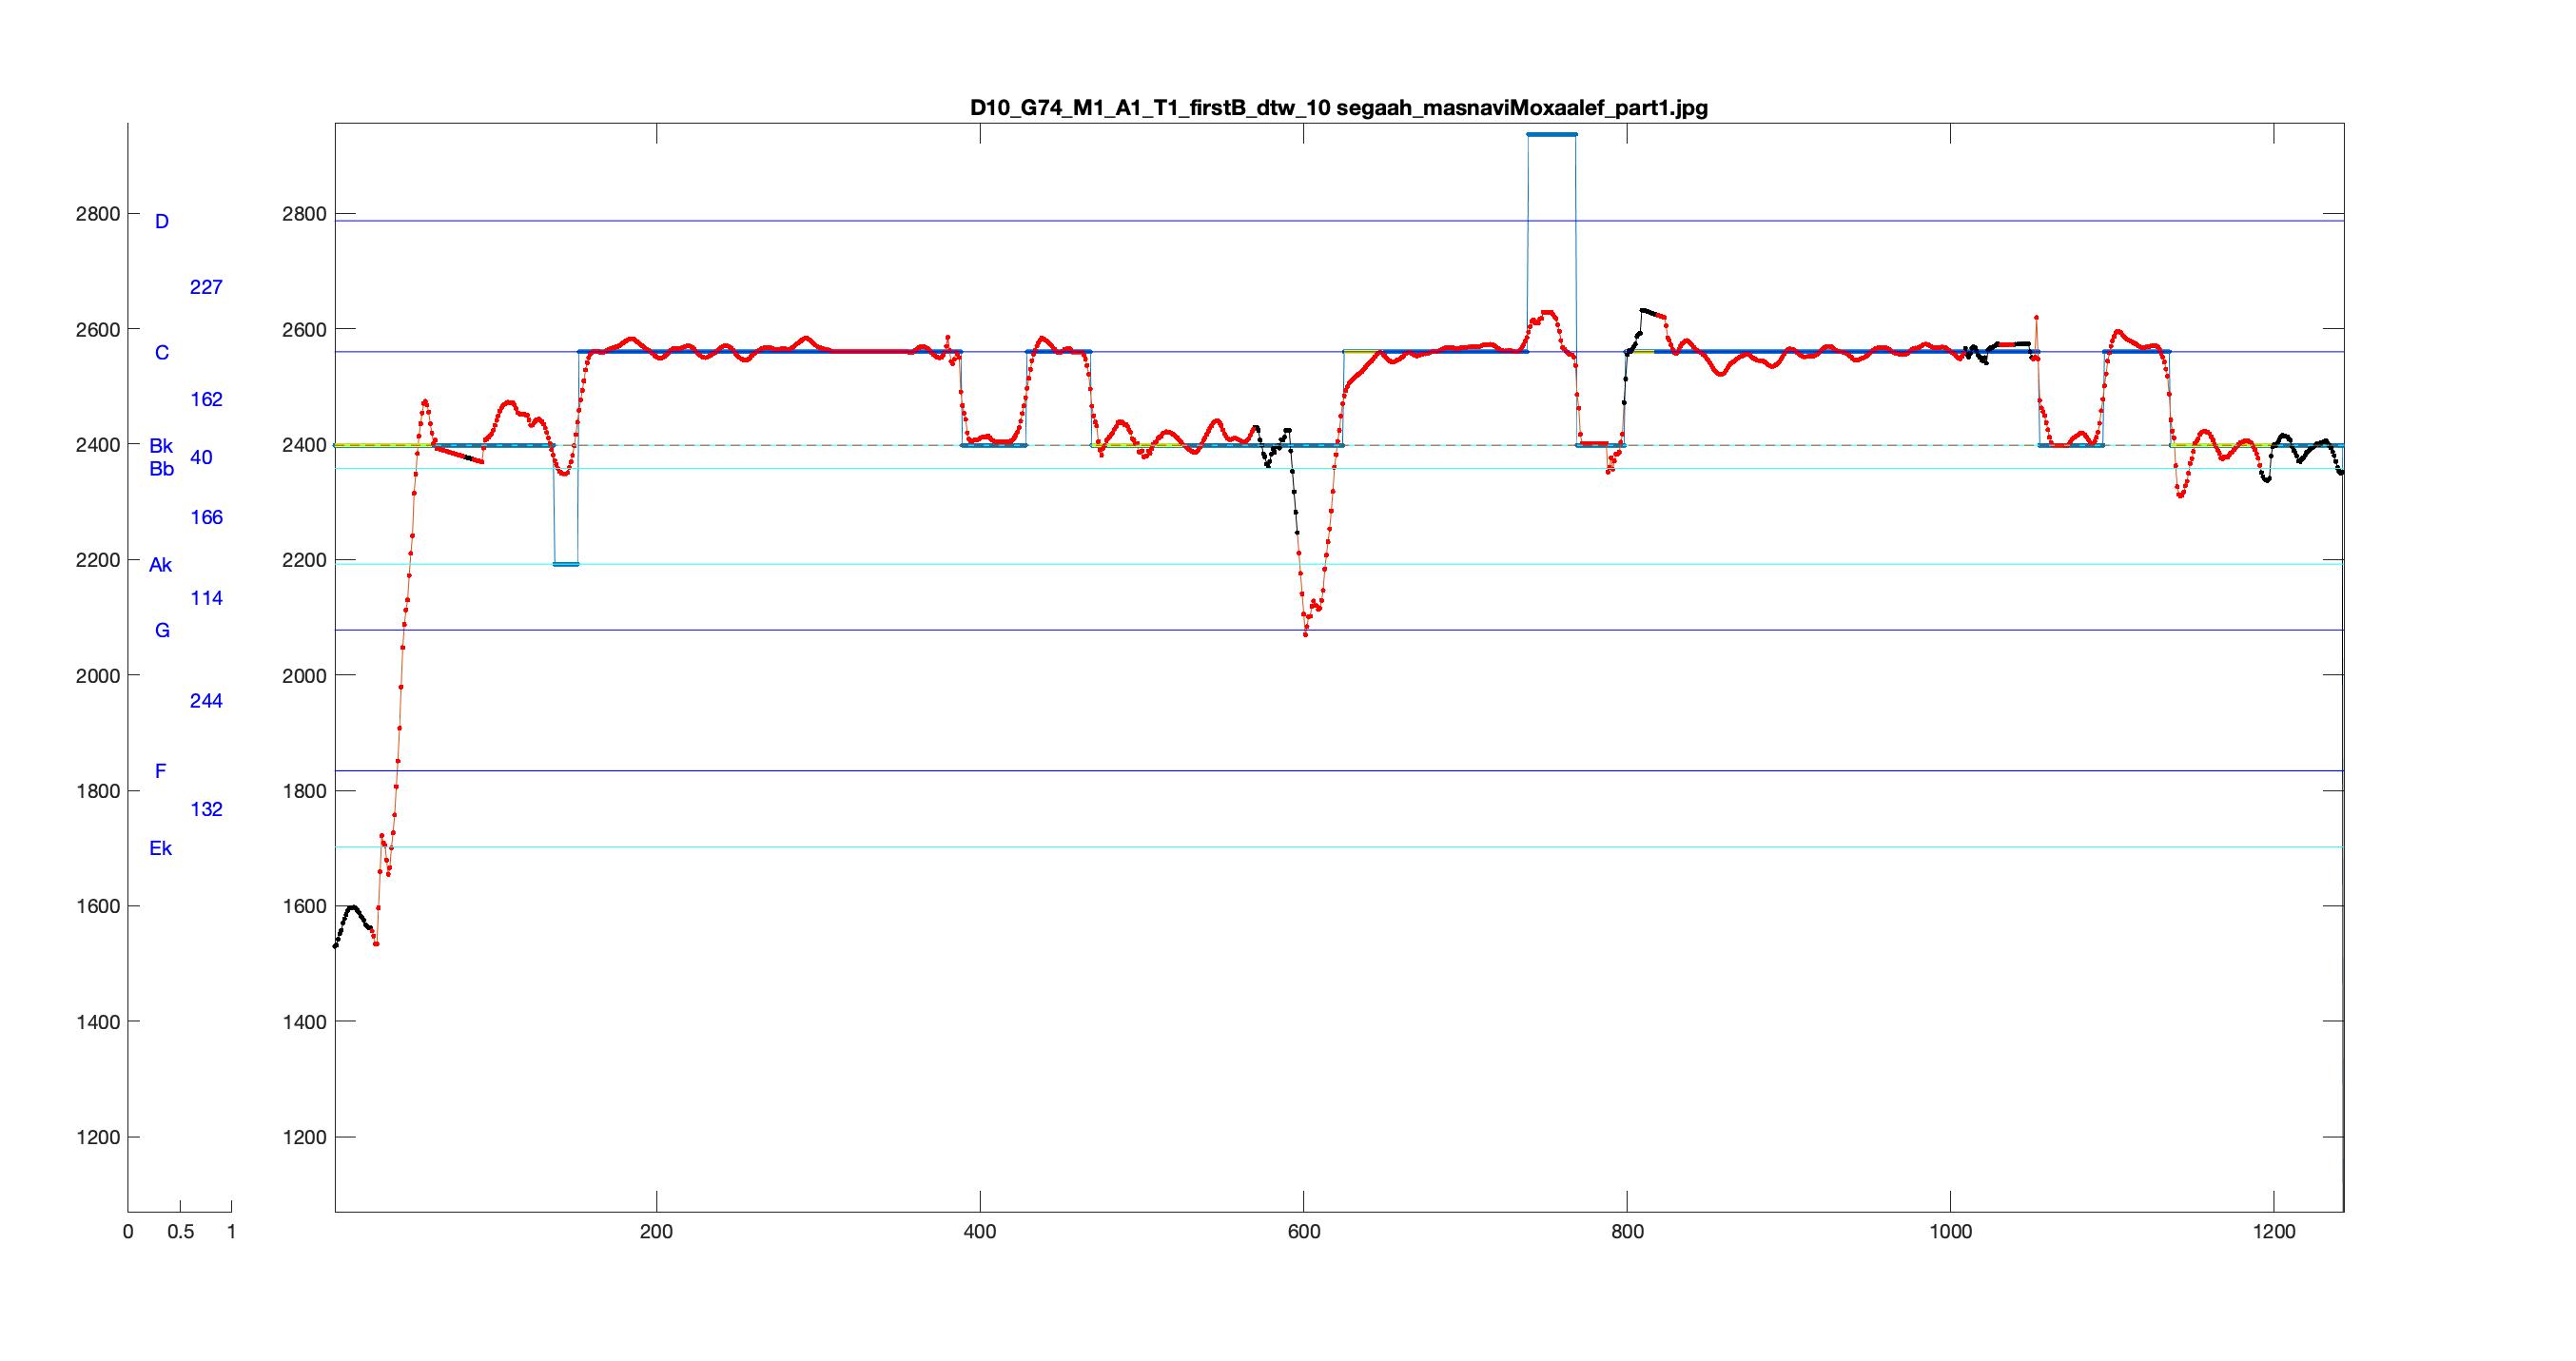 D10_G74_M1_A1_T1_firstB_dtw_10 segaah_masnaviMoxaalef_part1.jpg
2800 D 2800
227
2600 2600
C
162
2400 Bk 2400
40
Bb
166
2200 Ak 2200
114
G
2000 2000
244
F
1800 1800
132
Ek
1600 1600
1400 1400
1200 1200
0 0.5 1 200 400 600 800 1000 1200